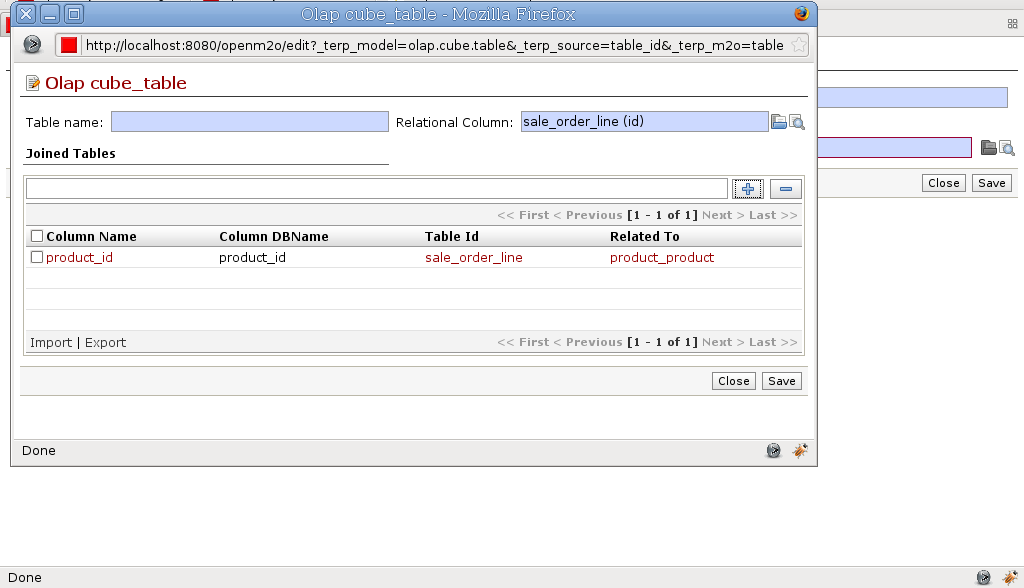 Olap cube_table - Mozilla Firefox
http://localhost:8080/openm2o/edit?_terp_model=olap.cube.table&_terp_source=table_id&_terp_m2o=table
Olap cube_table
Table name: Relational Column: sale_order_line (id)
Joined Tables
Close Save
<< First < Previous [1 - 1 of 1] Next > Last >>
Column Name Column DBName Table Id Related To
product_id product_id sale_order_line product_product
Import | Export << First < Previous [1 - 1 of 1] Next > Last >>
Close Save
Done
Done